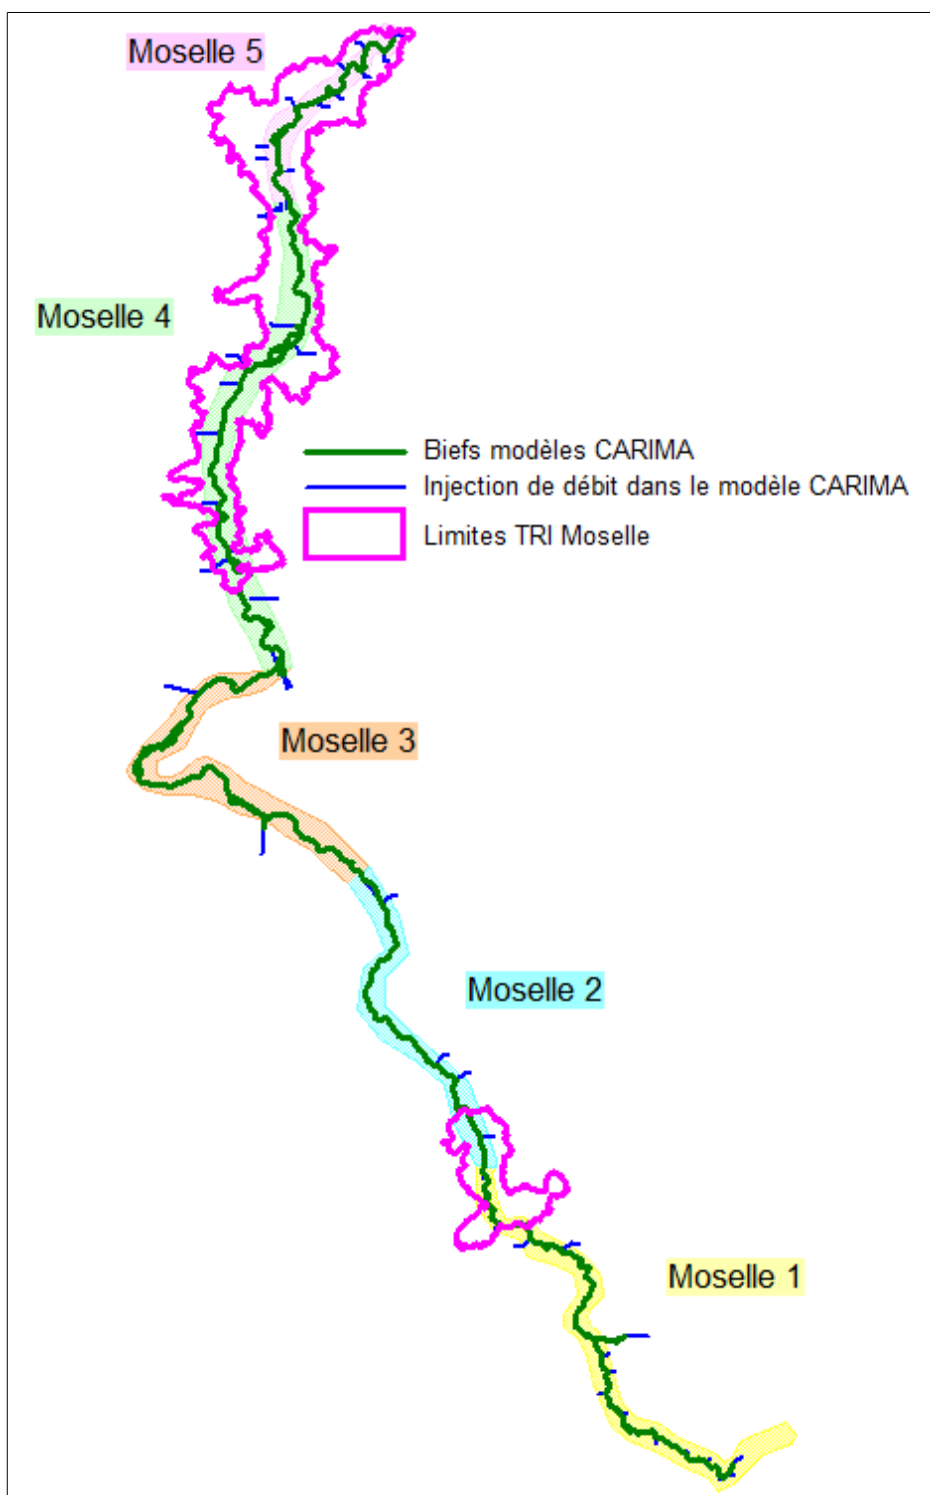 Moselle 5
Moselle 4
Biefs modèles CARIMA
Injection de débit dans le modèle CARIMA
Limites TRI Moselle
Moselle 3
Moselle 2
Moselle 1